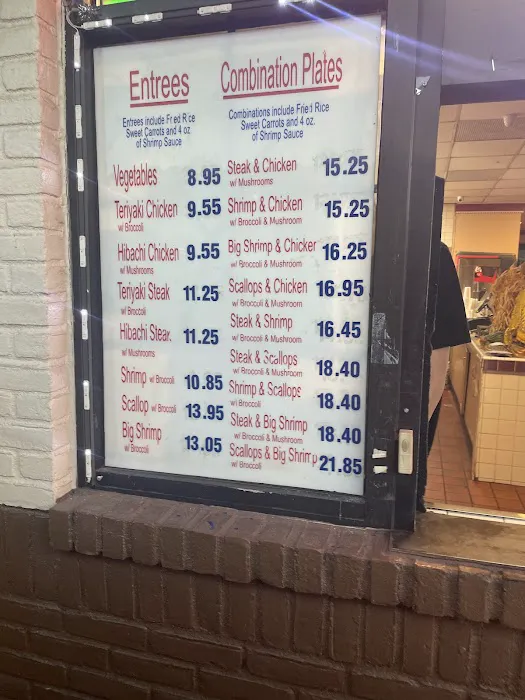 Entrees
Entrees include Fried Rice
Sweet Carrots and 4 oz
of Shrimp Sauce
Vegetables 8.95
Teriyaki Chicken 9.55
w/ Broccoli
Hibachi Chicken 9.55
w/ Mushrooms
Teriyaki Steak 11.25
w/ Broccoli
Hibachi Steak 11.25
w/ Mushrooms
Shrimp w/ Broccoli 10.85
Scallop w/ Broccoli 13.95
Big Shrimp 13.05
w/ Broccoli
Combination Plates
Combinations include Fried Rice
Sweet Carrots and 4 oz.
of Shrimp Sauce
Steak & Chicken 15.25
w/ Mushrooms
Shrimp & Chicken 15.25
w/ Broccoli & Mushroom
Big Shrimp & Chicken 16.25
w/ Broccoli & Mushroom
Scallops & Chicken 16.95
w/ Broccoli & Mushroom
Steak & Shrimp 16.45
w/ Broccoli & Mushroom
Steak & Scallops 18.40
w/ Broccoli & Mushroom
Shrimp & Scallops 18.40
w/ Broccoli
Steak & Big Shrimp 18.40
w/ Broccoli & Mushroom
Scallops & Big Shrimp 21.85
w/ Broccoli